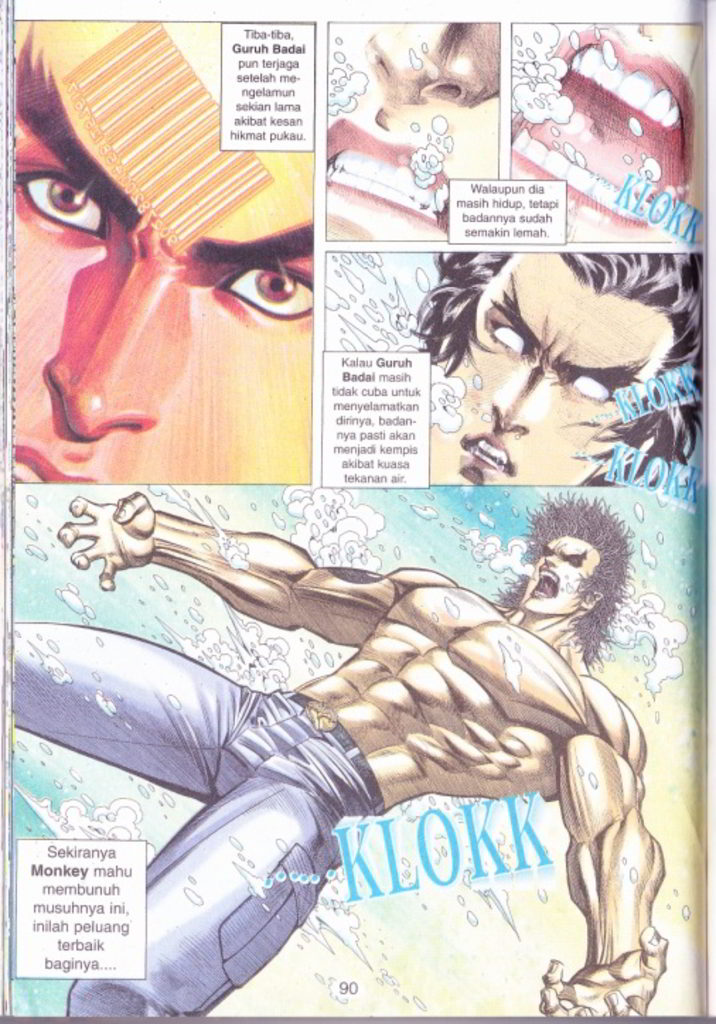 Tiba-tiba,
Guruh Badai
pun terjaga
setelah me-
ngelamun
sekian lama
akibat kesan
hikmat pukau.
Walaupun dia
masih hidup, tetapi
badannya sudah
semakin lemah.
KLOKK
Kalau Guruh
Badai masih
tidak cuba untuk
menyelamatkan
dirinya, badan-
nya pasti akan
menjadi kempis
akibat kuasa
tekanan air.
KLOKK
KLOKK
KLOKK
Sekiranya
Monkey mahu
membunuh
musuhnya ini,
inilah peluang
terbaik
baginya....
90